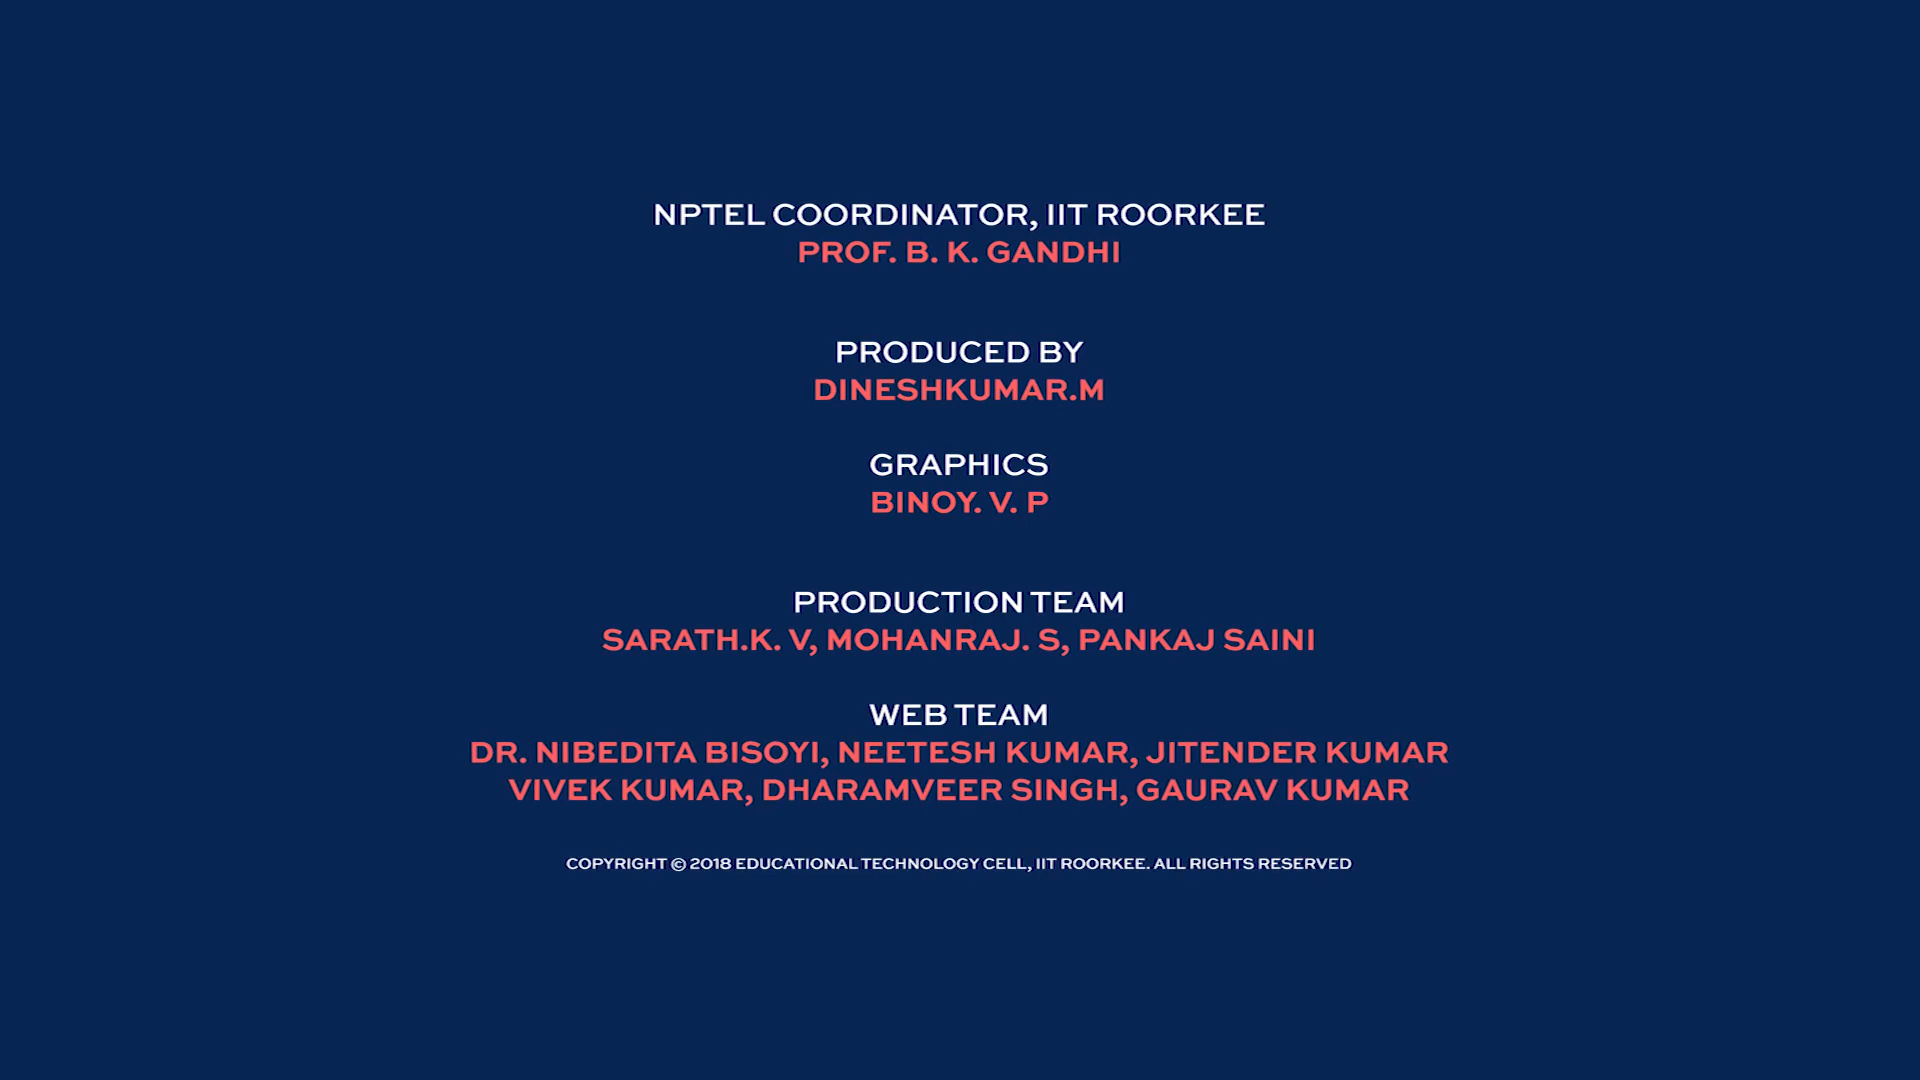 NPTEL COORDINATOR, IIT ROORKEE
PROF. B. K. GANDHI
PRODUCED BY
DINESHKUMAR.M
GRAPHICS
BINOY. V. P
PRODUCTION TEAM
SARATH.K. V, MOHANRAJ. S, PANKAJ SAINI
WEB TEAM
DR. NIBEDITA BISOYI, NEETESH KUMAR, JITENDER KUMAR
VIVEK KUMAR, DHARAMVEER SINGH, GAURAV KUMAR
COPYRIGHT © 2018 EDUCATIONAL TECHNOLOGY CELL, IIT ROORKEE. ALL RIGHTS RESERVED